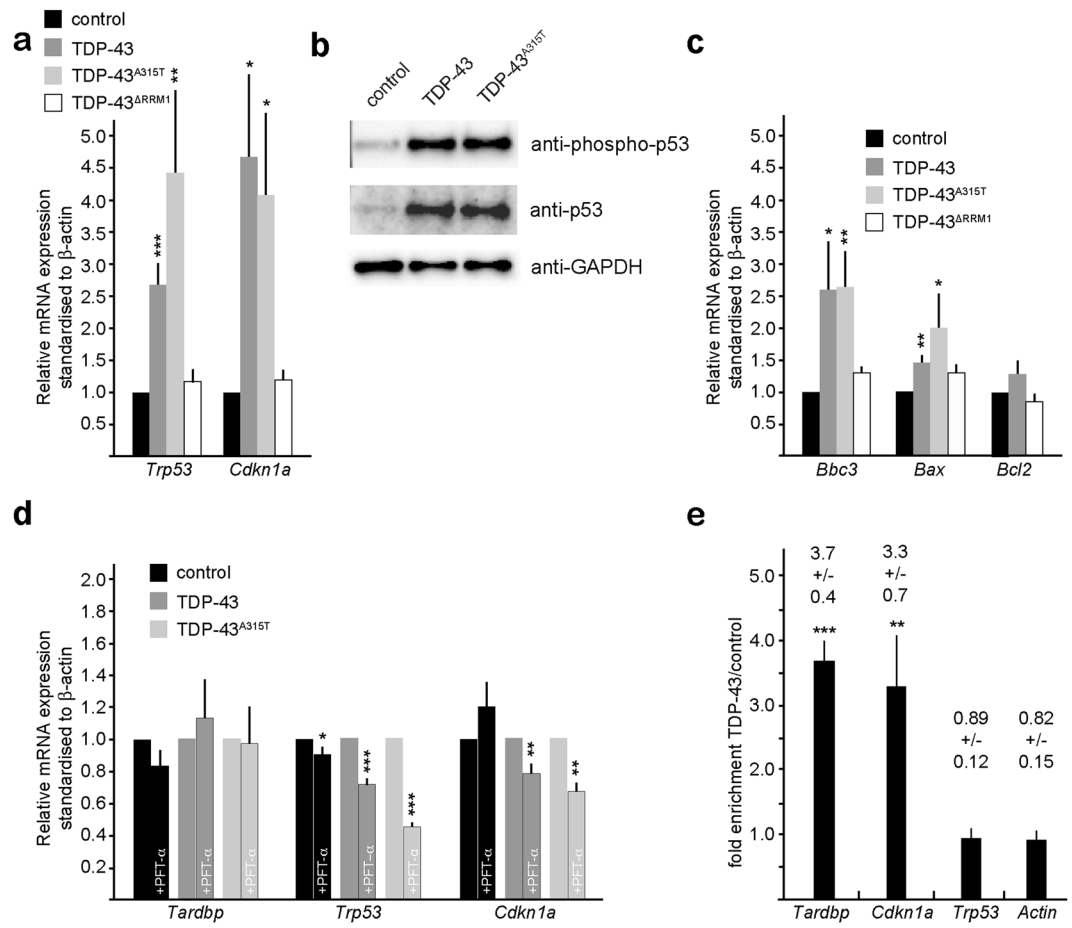 a
control
TDP-43
TDP-43A315T
TDP-43ΔRRM1
Relative mRNA expression
standardised to β-actin
5.0
4.5
4.0
3.5
3.0
2.5
2.0
1.5
1.0
0.5
***
**
*
*
Trp53
Cdkn1a
b
control
TDP-43
TDP-43A315T
anti-phospho-p53
anti-p53
anti-GAPDH
c
control
TDP-43
TDP-43A315T
TDP-43ΔRRM1
Relative mRNA expression
standardised to β-actin
5.0
4.5
4.0
3.5
3.0
2.5
2.0
1.5
1.0
0.5
*
**
**
*
Bbc3
Bax
Bcl2
d
control
TDP-43
TDP-43A315T
Relative mRNA expression
standardised to β-actin
2.0
1.8
1.6
1.4
1.2
1.0
0.8
0.6
0.4
0.2
*
***
***
**
**
+PFT-α
+PFT-α
+PFT-α
+PFT-α
+PFT–α
+PFT-α
+PFT-α
+PFT-α
+PFT-α
Tardbp
Trp53
Cdkn1a
e
fold enrichment TDP-43/control
5.0
4.0
3.0
2.0
1.0
3.7
+/-
0.4
***
3.3
+/-
0.7
**
0.89
+/-
0.12
0.82
+/-
0.15
Tardbp
Cdkn1a
Trp53
Actin